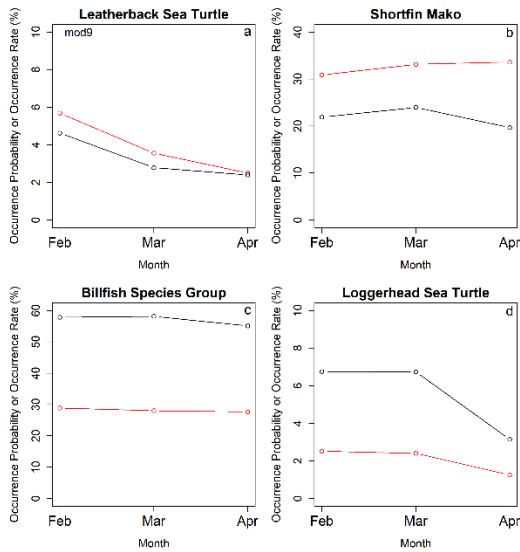 Leatherback Sea Turtle
mod9
a
Occurrence Probability or Occurrence Rate (%)
0 2 4 6 8 10
Feb Mar Apr
Month
Shortfin Mako
b
Occurrence Probability or Occurrence Rate (%)
0 10 20 30 40
Feb Mar Apr
Month
Billfish Species Group
c
Occurrence Probability or Occurrence Rate (%)
0 10 20 30 40 50 60
Feb Mar Apr
Month
Loggerhead Sea Turtle
d
Occurrence Probability or Occurrence Rate (%)
0 2 4 6 8 10
Feb Mar Apr
Month